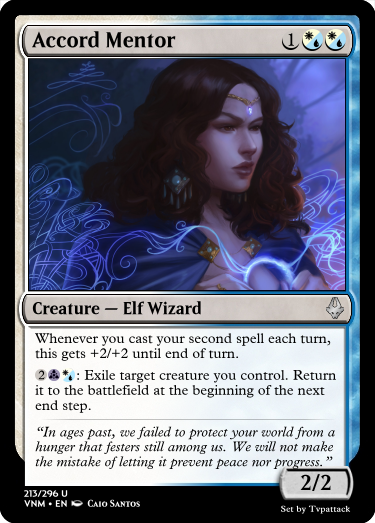 Accord Mentor 1
Creature — Elf Wizard
Whenever you cast your second spell each turn,
this gets +2/+2 until end of turn.
2: Exile target creature you control. Return
it to the battlefield at the beginning of the next
end step.
“In ages past, we failed to protect your world from a
hunger that festers still among us. We will not make
the mistake of letting it prevent peace nor progress.”
2/2
213/296 U
VNM • EN Caio Santos
Set by Tvpattack